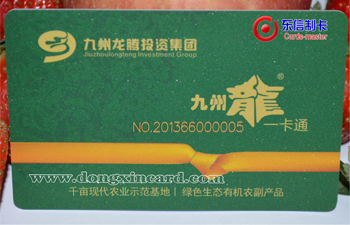 九州龙腾投资集团
Jiuzhoulongteng Investment Group
东信制卡
Cards-master
九州龍®
NO.201366000005 一卡通
www.dongxincard.com
千亩现代农业示范基地 | 绿色生态有机农副产品